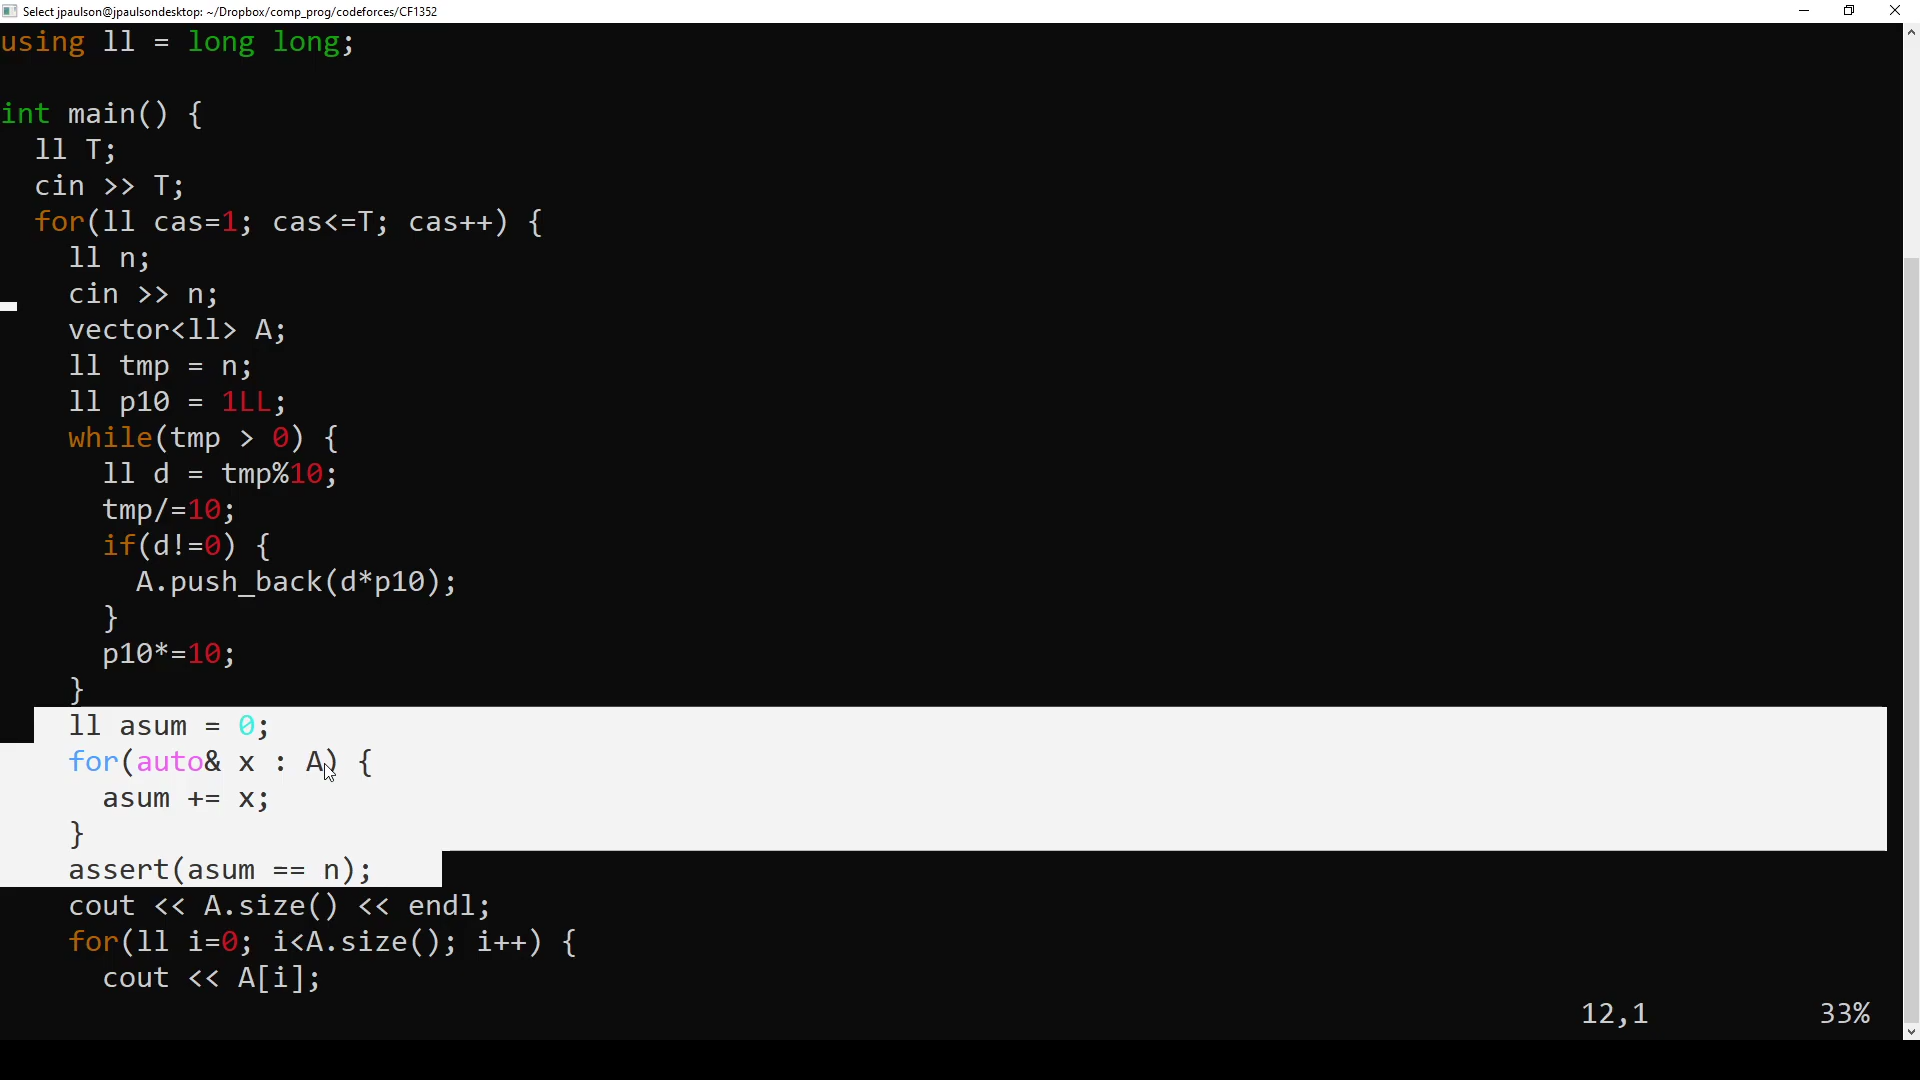 Select jpaulson@jpaulsondesktop: ~/Dropbox/comp_prog/codeforces/CF1352
using ll = long long;
int main() {
  ll T;
  cin >> T;
  for(ll cas=1; cas<=T; cas++) {
    ll n;
    cin >> n;
    vector<ll> A;
    ll tmp = n;
    ll p10 = 1LL;
    while(tmp > 0) {
      ll d = tmp%10;
      tmp/=10;
      if(d!=0) {
        A.push_back(d*p10);
      }
      p10*=10;
    }
    ll asum = 0;
    for(auto& x : A) {
      asum += x;
    }
    assert(asum == n);
    cout << A.size() << endl;
    for(ll i=0; i<A.size(); i++) {
      cout << A[i];
12,1 33%